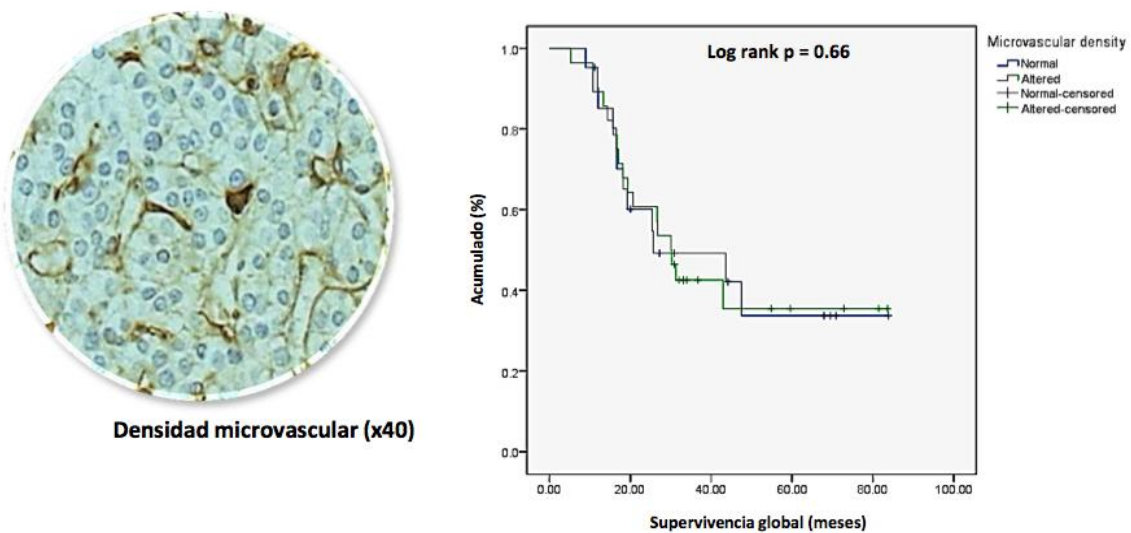 Densidad microvascular (x40)
Log rank p = 0.66
Microvascular density
Normal
Altered
Normal-censored
Altered-censored
Acumulado (%)
1.0
0.8
0.6
0.4
0.2
0.0
0.00 20.00 40.00 60.00 80.00 100.00
Supervivencia global (meses)